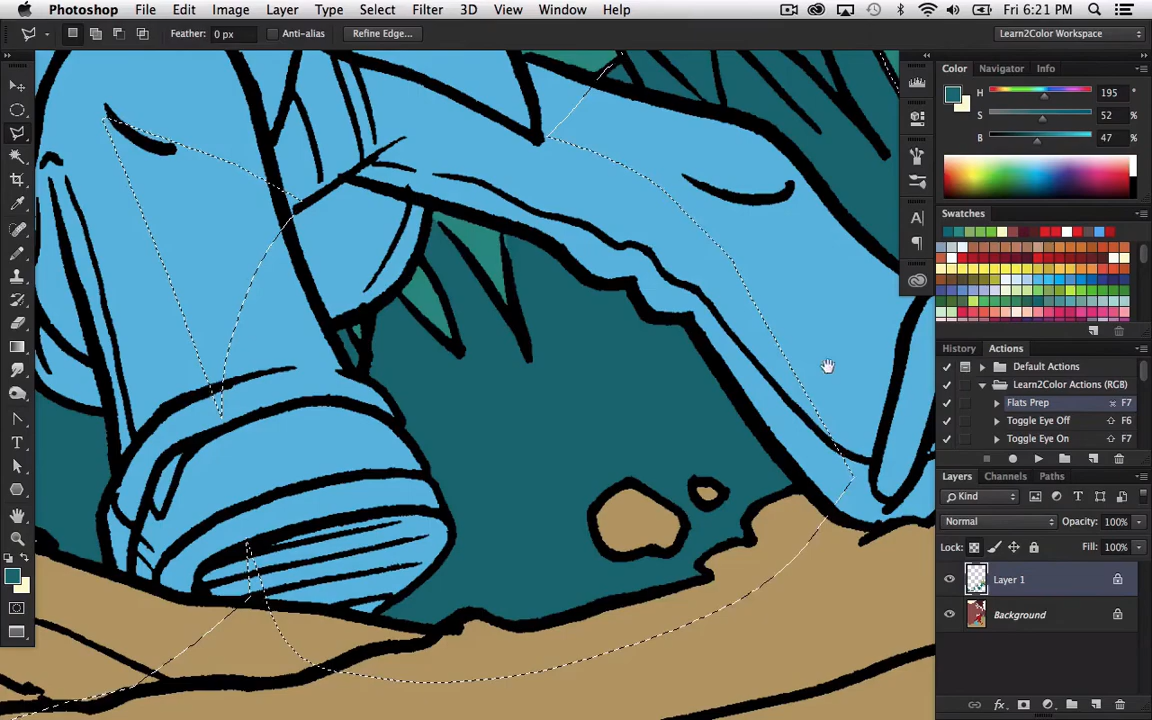 Photoshop File Edit Image Layer Type Select Filter 3D View Window Help Fri 6:21 PM
Feather: 0 px Anti-alias Refine Edge... Learn2Color Workspace
Color Navigator Info
H 195 °
S 52 %
B 47 %
Swatches
History Actions
Default Actions
Learn2Color Actions (RGB)
Flats Prep F7
Toggle Eye Off F6
Toggle Eye On F7
Layers Channels Paths
Kind
Normal Opacity: 100%
Lock: Fill: 100%
Layer 1
Background